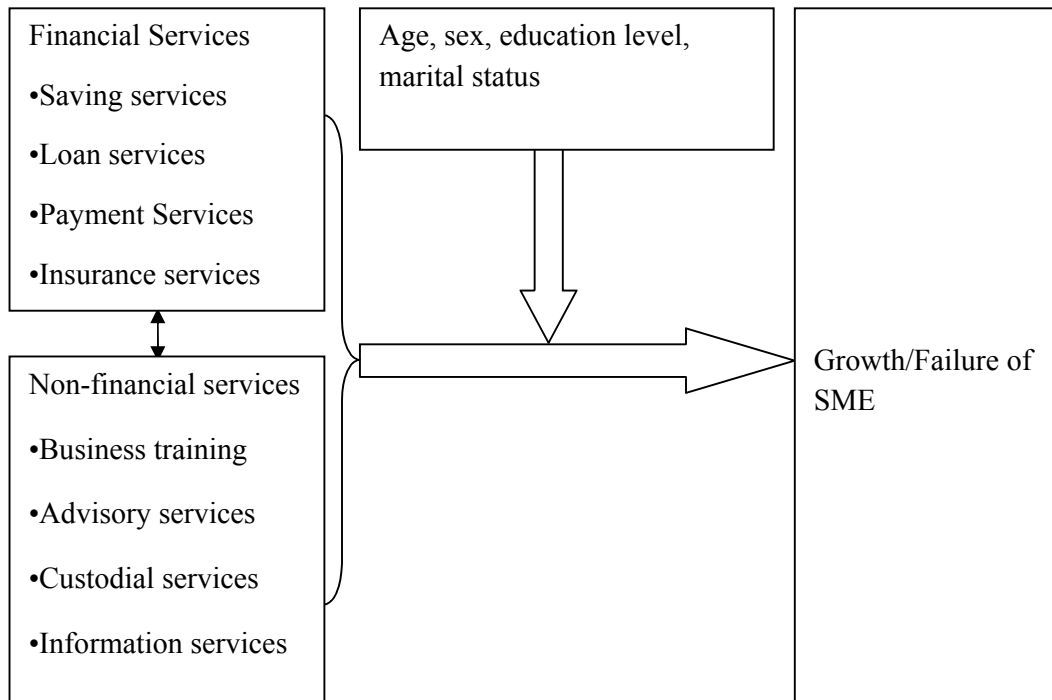 Financial Services
•Saving services
•Loan services
•Payment Services
•Insurance services
Non-financial services
•Business training
•Advisory services
•Custodial services
•Information services
Age, sex, education level,
marital status
Growth/Failure of
SME